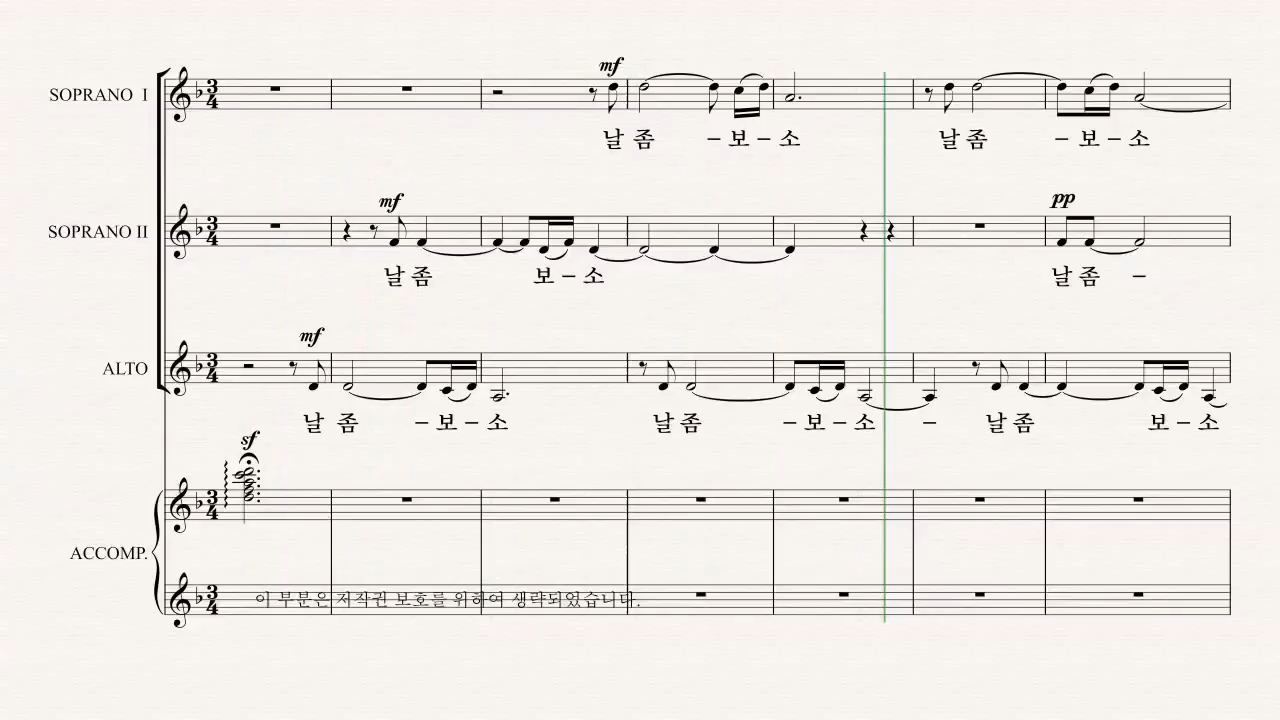 mf
SOPRANO I
날 좀 – 보 – 소 날 좀 – 보 – 소
mf pp
SOPRANO II
날 좀 보 – 소 날 좀 –
mf
ALTO
날 좀 – 보 – 소 날 좀 – 보 – 소 – 날 좀 보 – 소
sf
ACCOMP.
이 부분은 저작권 보호를 위하여 생략되었습니다.